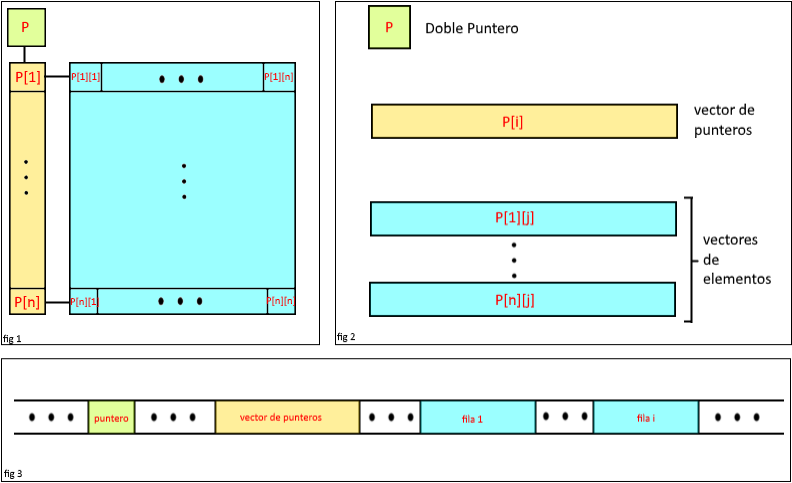 P
P[1]
P[1][1]
P[1][n]
P[n]
P[n][1]
P[n][n]
fig 1
P
Doble Puntero
P[i]
vector de
punteros
P[1][j]
P[n][j]
vectores
de
elementos
fig 2
puntero
vector de punteros
fila 1
fila i
fig 3